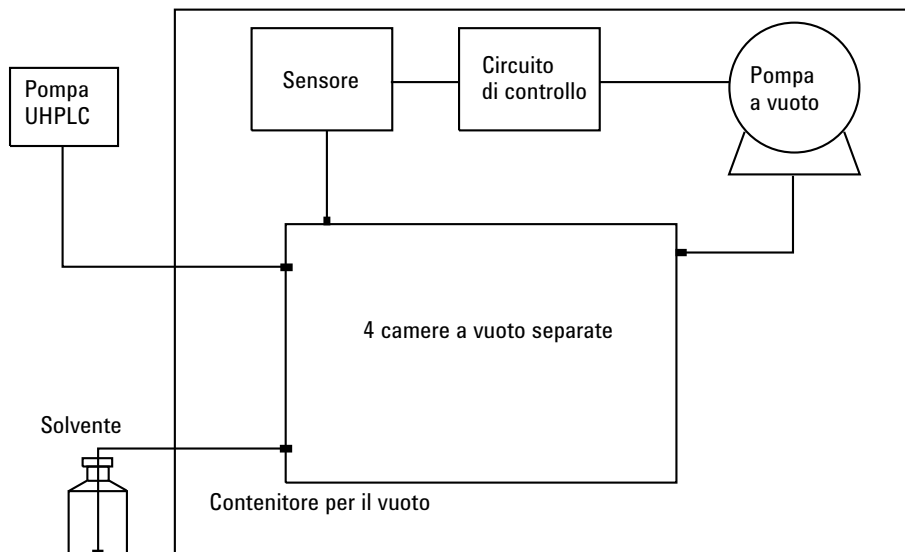 Pompa
UHPLC
Sensore
Circuito
di controllo
Pompa
a vuoto
4 camere a vuoto separate
Solvente
Contenitore per il vuoto